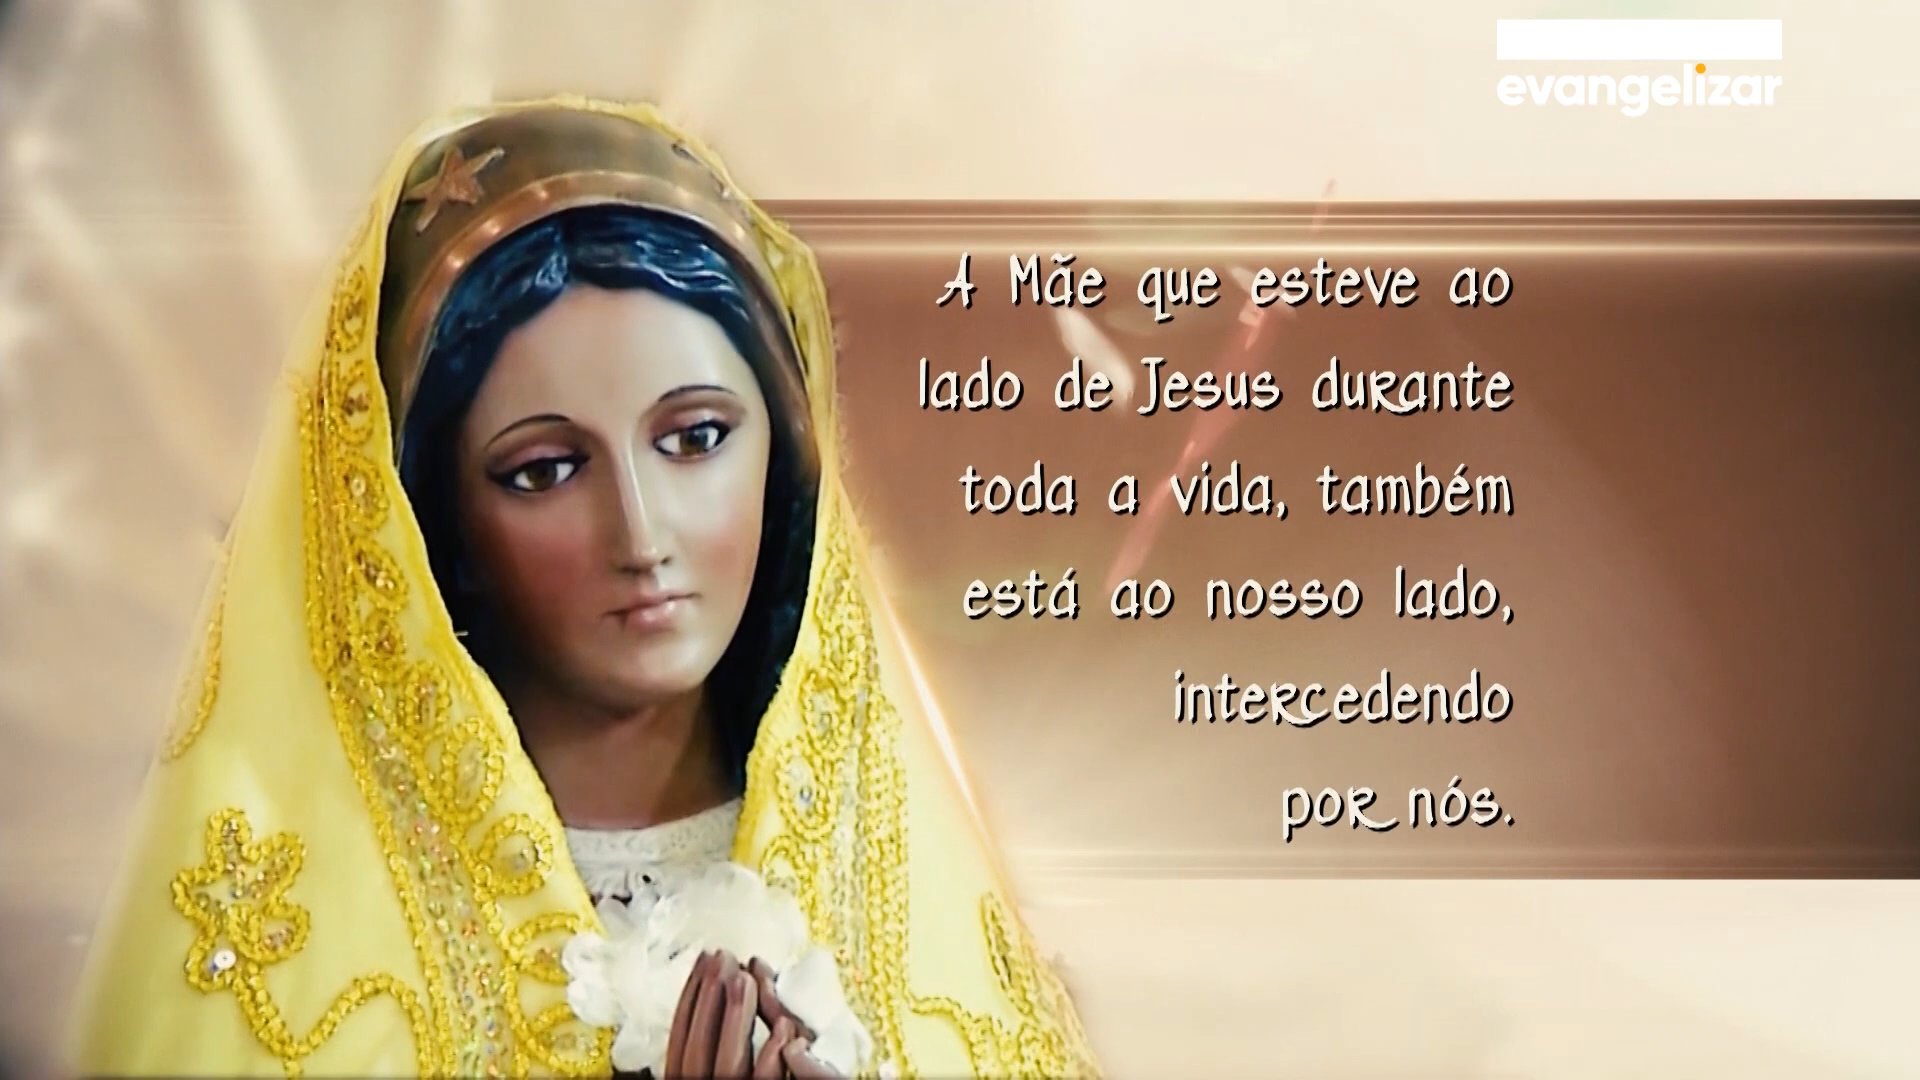 evangelizar
A Mãe que esteve ao
lado de Jesus durante
toda a vida, também
está ao nosso lado,
intercedendo
por nós.